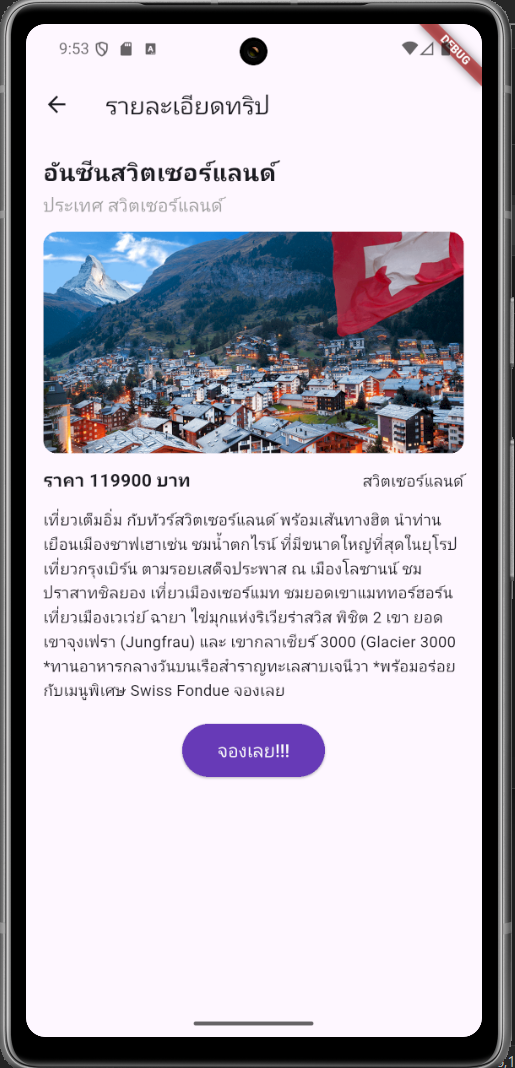 9:53
DEBUG
รายละเอียดทริป
อันซีนสวิตเซอร์แลนด์
ประเทศ สวิตเซอร์แลนด์
ราคา 119900 บาท
สวิตเซอร์แลนด์
เที่ยวเต็มอิ่ม กับทัวร์สวิตเซอร์แลนด์ พร้อมเส้นทางฮิต นำท่าน
เยือนเมืองซาฟเฮาเซ่น ชมน้ำตกไรน์ ที่มีขนาดใหญ่ที่สุดในยุโรป
เที่ยวกรุงเบิร์น ตามรอยเสด็จประพาส ณ เมืองโลซานน์ ชม
ปราสาทชิลยอง เที่ยวเมืองเซอร์แมท ชมยอดเขาแมททอร์ฮอร์น
เที่ยวเมืองเวเว่ย์ ฉายา ไข่มุกแห่งริเวียร่าสวิส พิชิต 2 เขา ยอด
เขาจุงเฟรา (Jungfrau) และ เขากลาเซียร์ 3000 (Glacier 3000
*ทานอาหารกลางวันบนเรือสำราญทะเลสาบเจนีวา *พร้อมอร่อย
กับเมนูพิเศษ Swiss Fondue จองเลย
จองเลย!!!